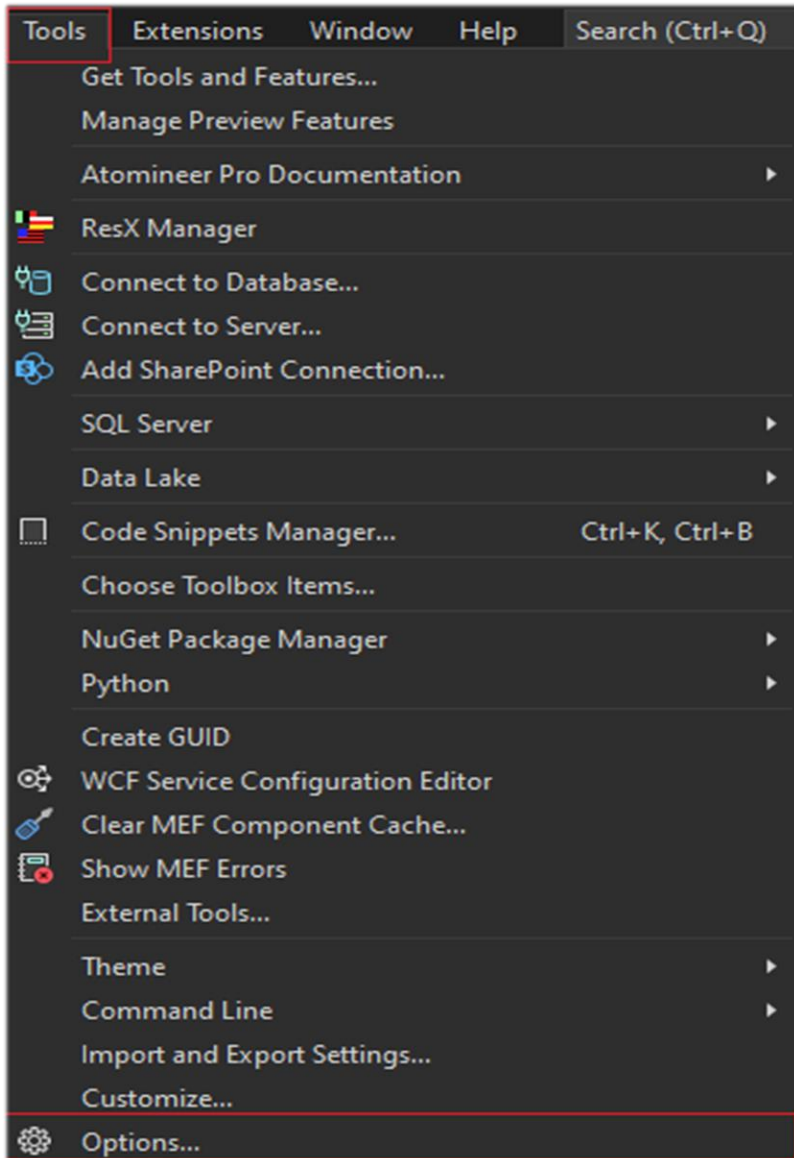 Tools Extensions Window Help Search (Ctrl+Q)
Get Tools and Features...
Manage Preview Features
Atomineer Pro Documentation
ResX Manager
Connect to Database...
Connect to Server...
Add SharePoint Connection...
SQL Server
Data Lake
Code Snippets Manager... Ctrl+K, Ctrl+B
Choose Toolbox Items...
NuGet Package Manager
Python
Create GUID
WCF Service Configuration Editor
Clear MEF Component Cache...
Show MEF Errors
External Tools...
Theme
Command Line
Import and Export Settings...
Customize...
Options...